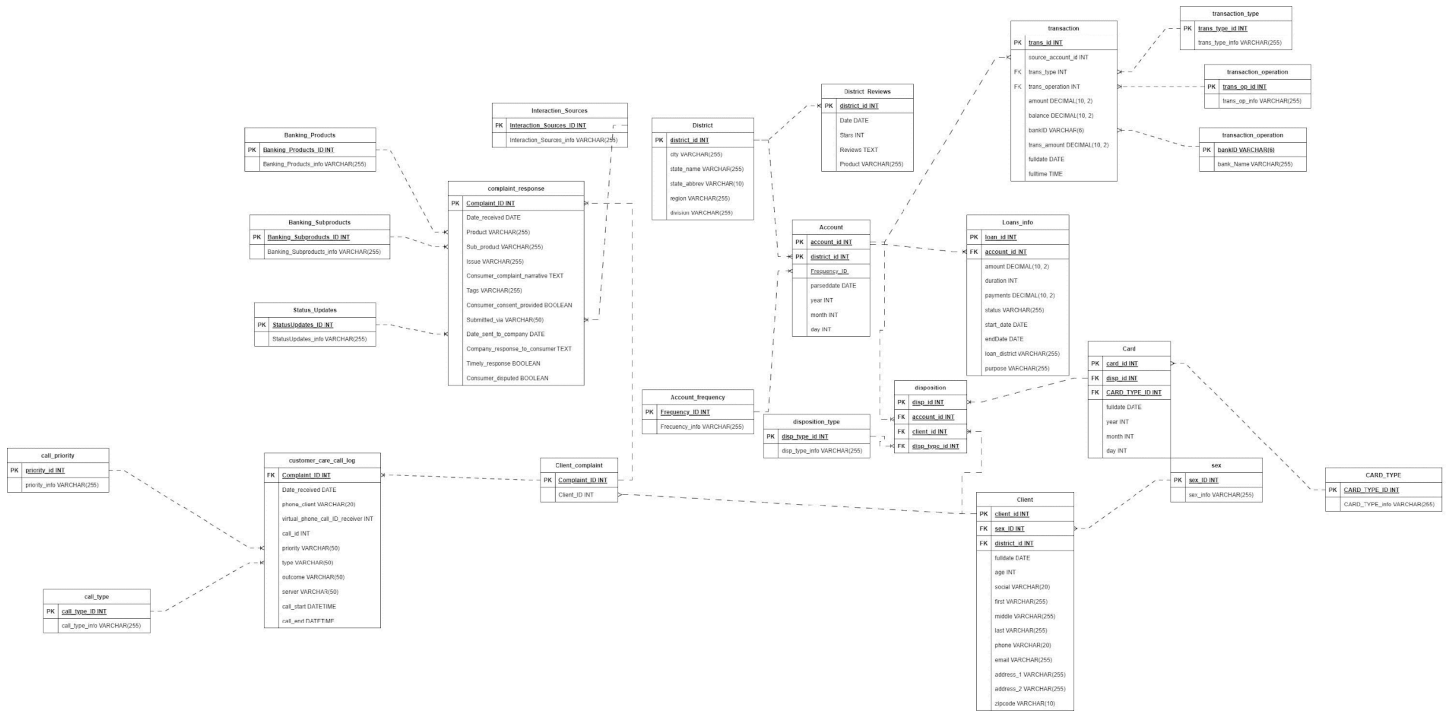 transaction_type
PK trans_type_id INT
trans_type_info VARCHAR(255)
transaction
PK trans_id INT
source_account_id INT
FK trans_type INT
FK trans_operation INT
amount DECIMAL(10, 2)
balance DECIMAL(10, 2)
bankID VARCHAR(6)
trans_amount DECIMAL(10, 2)
fulldate DATE
fulltime TIME
transaction_operation
PK trans_op_id INT
trans_op_info VARCHAR(255)
transaction_operation
PK bankID VARCHAR(6)
bank_Name VARCHAR(255)
District_Reviews
PK district_id INT
Date DATE
Stars INT
Reviews TEXT
Product VARCHAR(255)
Interaction_Sources
FK Interaction_Sources_ID INT
Interaction_Sources_info VARCHAR(255)
District
PK district_id INT
city VARCHAR(255)
state_name VARCHAR(255)
state_abbrev VARCHAR(10)
region VARCHAR(255)
division VARCHAR(255)
Banking_Products
PK Banking_Products_ID INT
Banking_Products_info VARCHAR(255)
complaint_response
PK Complaint_ID INT
Date_received DATE
Product VARCHAR(255)
Sub_product VARCHAR(255)
Issue VARCHAR(255)
Consumer_complaint_narrative TEXT
Tags VARCHAR(255)
Consumer_consent_provided BOOLEAN
Submitted_via VARCHAR(50)
Date_sent_to_company DATE
Company_response_to_consumer TEXT
Timely_response BOOLEAN
Consumer_disputed BOOLEAN
Banking_Subproducts
PK Banking_Subproducts_ID INT
Banking_Subproducts_info VARCHAR(255)
Status_Updates
PK StatusUpdates_ID INT
StatusUpdates_info VARCHAR(255)
Account
PK account_id INT
PK district_id INT
FK Frequency_ID
parseddate DATE
year INT
month INT
day INT
Loans_info
PK loan_id INT
FK account_id INT
amount DECIMAL(10, 2)
duration INT
payments DECIMAL(10, 2)
status VARCHAR(255)
start_date DATE
endDate DATE
loan_district VARCHAR(255)
purpose VARCHAR(255)
Card
PK card_id INT
FK disp_id INT
FK CARD_TYPE_ID INT
fulldate DATE
year INT
month INT
day INT
Account_frequency
PK Frequency_ID INT
Frecuency_info VARCHAR(255)
disposition
PK disp_id INT
FK account_id INT
FK client_id INT
FK disp_type_id INT
disposition_type
PK disp_type_id INT
disp_type_info VARCHAR(255)
call_priority
PK priority_id INT
priority_info VARCHAR(255)
customer_care_call_log
FK Complaint_ID INT
Date_received DATE
phone_client VARCHAR(20)
virtual_phone_call_ID_receiver INT
call_id INT
priority VARCHAR(50)
type VARCHAR(50)
outcome VARCHAR(50)
server VARCHAR(50)
call_start DATETIME
call_end DATETIME
Client_complaint
PK Complaint_ID INT
Client_ID INT
sex
PK sex_ID INT
sex_info VARCHAR(255)
CARD_TYPE
PK CARD_TYPE_ID INT
CARD_TYPE_info VARCHAR(255)
Client
PK client_id INT
FK sex_ID INT
FK district_id INT
fulldate DATE
age INT
social VARCHAR(20)
first VARCHAR(255)
middle VARCHAR(255)
last VARCHAR(255)
phone VARCHAR(20)
email VARCHAR(255)
address_1 VARCHAR(255)
address_2 VARCHAR(255)
zipcode VARCHAR(10)
call_type
PK call_type_ID INT
call_type_info VARCHAR(255)